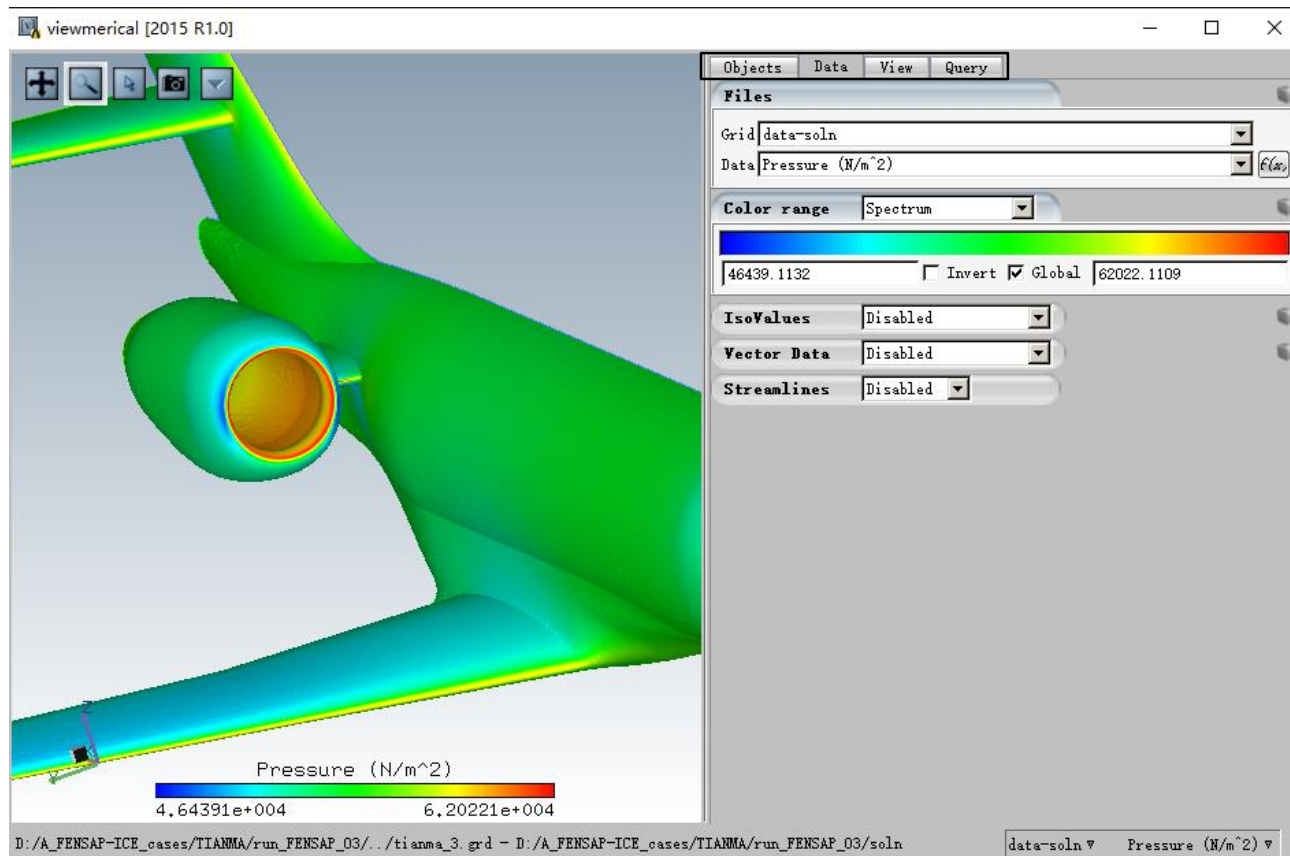 viewmerical [2015 R1.0]
Objects Data View Query
Files
Grid data-soln
Data Pressure (N/m^2)
Color range Spectrum
46439.1132 Invert Global 62022.1109
IsoValues Disabled
Vector Data Disabled
Streamlines Disabled
Z
Y
Pressure (N/m^2)
4.64391e+004 6.20221e+004
D:/A_FENSAP-ICE_cases/TIANMA/run_FENSAP_03/../tianma_3.grd - D:/A_FENSAP-ICE_cases/TIANMA/run_FENSAP_03/soln data-soln Pressure (N/m^2)